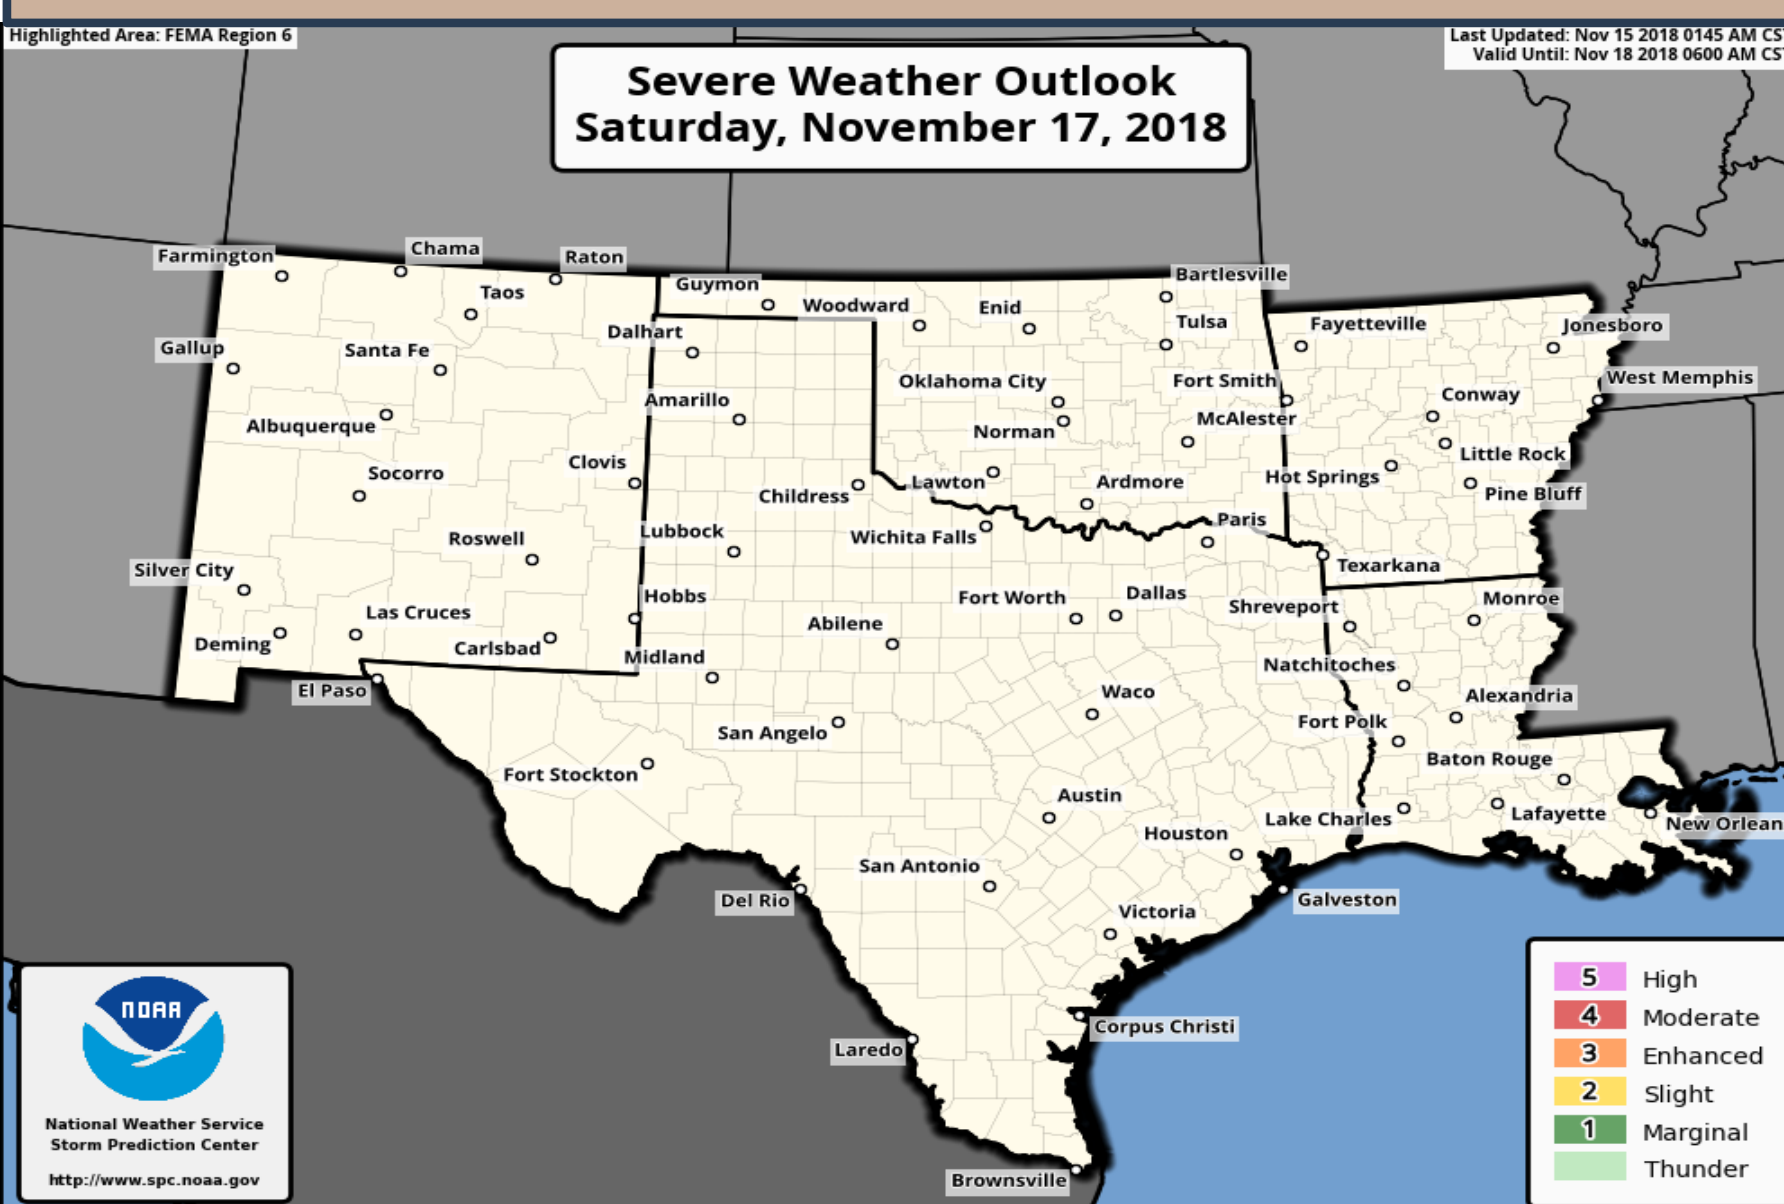 Highlighted Area: FEMA Region 6
Last Updated: Nov 15 2018 0145 AM CS
Valid Until: Nov 18 2018 0600 AM CS
Severe Weather Outlook
Saturday, November 17, 2018
Farmington
Chama
Raton
Taos
Guymon
Woodward
Enid
Bartlesville
Tulsa
Fayetteville
Jonesboro
Gallup
Santa Fe
Dalhart
Oklahoma City
Fort Smith
West Memphis
Conway
Albuquerque
Amarillo
Norman
McAlester
Little Rock
Socorro
Clovis
Childress
Lawton
Ardmore
Hot Springs
Pine Bluff
Roswell
Lubbock
Wichita Falls
Paris
Texarkana
Silver City
Las Cruces
Hobbs
Fort Worth
Dallas
Shreveport
Monroe
Deming
Carlsbad
Midland
Abilene
Natchitoches
El Paso
Waco
Alexandria
San Angelo
Fort Polk
Fort Stockton
Baton Rouge
Austin
Houston
Lake Charles
Lafayette
New Orlean
San Antonio
Del Rio
Victoria
Galveston
Corpus Christi
Laredo
Brownsville
NOAA
National Weather Service
Storm Prediction Center
http://www.spc.noaa.gov
5 High
4 Moderate
3 Enhanced
2 Slight
1 Marginal
Thunder